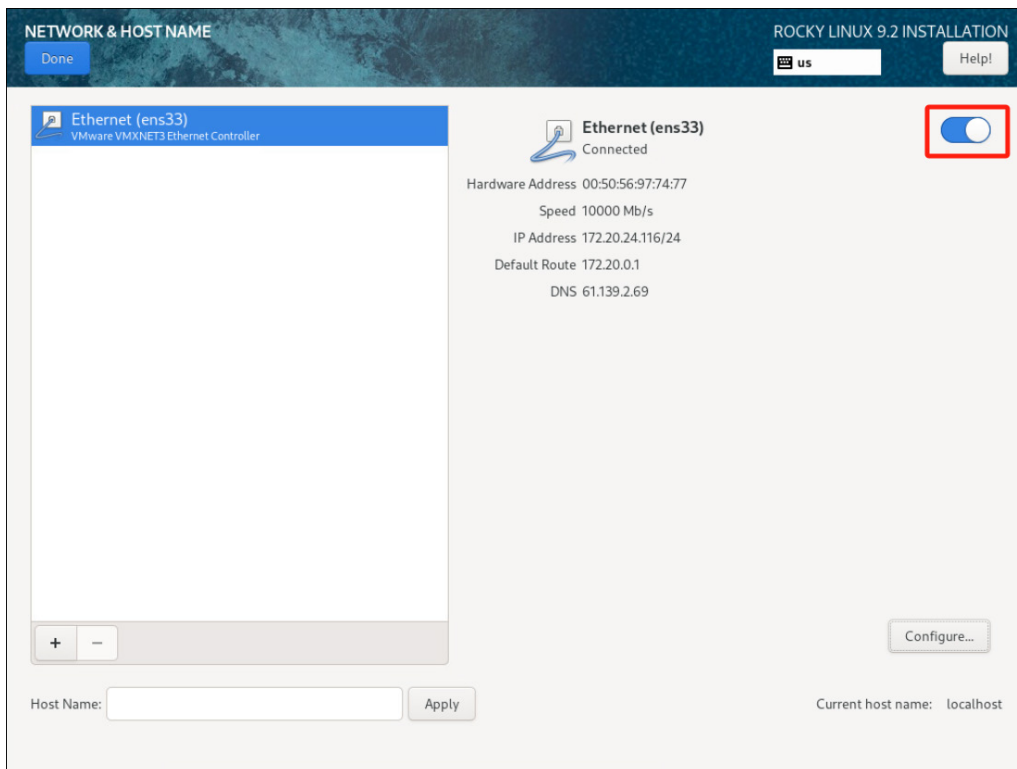 NETWORK & HOST NAME
Done
ROCKY LINUX 9.2 INSTALLATION
us
Help!
Ethernet (ens33)
VMware VMXNET3 Ethernet Controller
Ethernet (ens33)
Connected
Hardware Address 00:50:56:97:74:77
Speed 10000 Mb/s
IP Address 172.20.24.116/24
Default Route 172.20.0.1
DNS 61.139.2.69
+ −
Configure...
Host Name:
Apply
Current host name: localhost